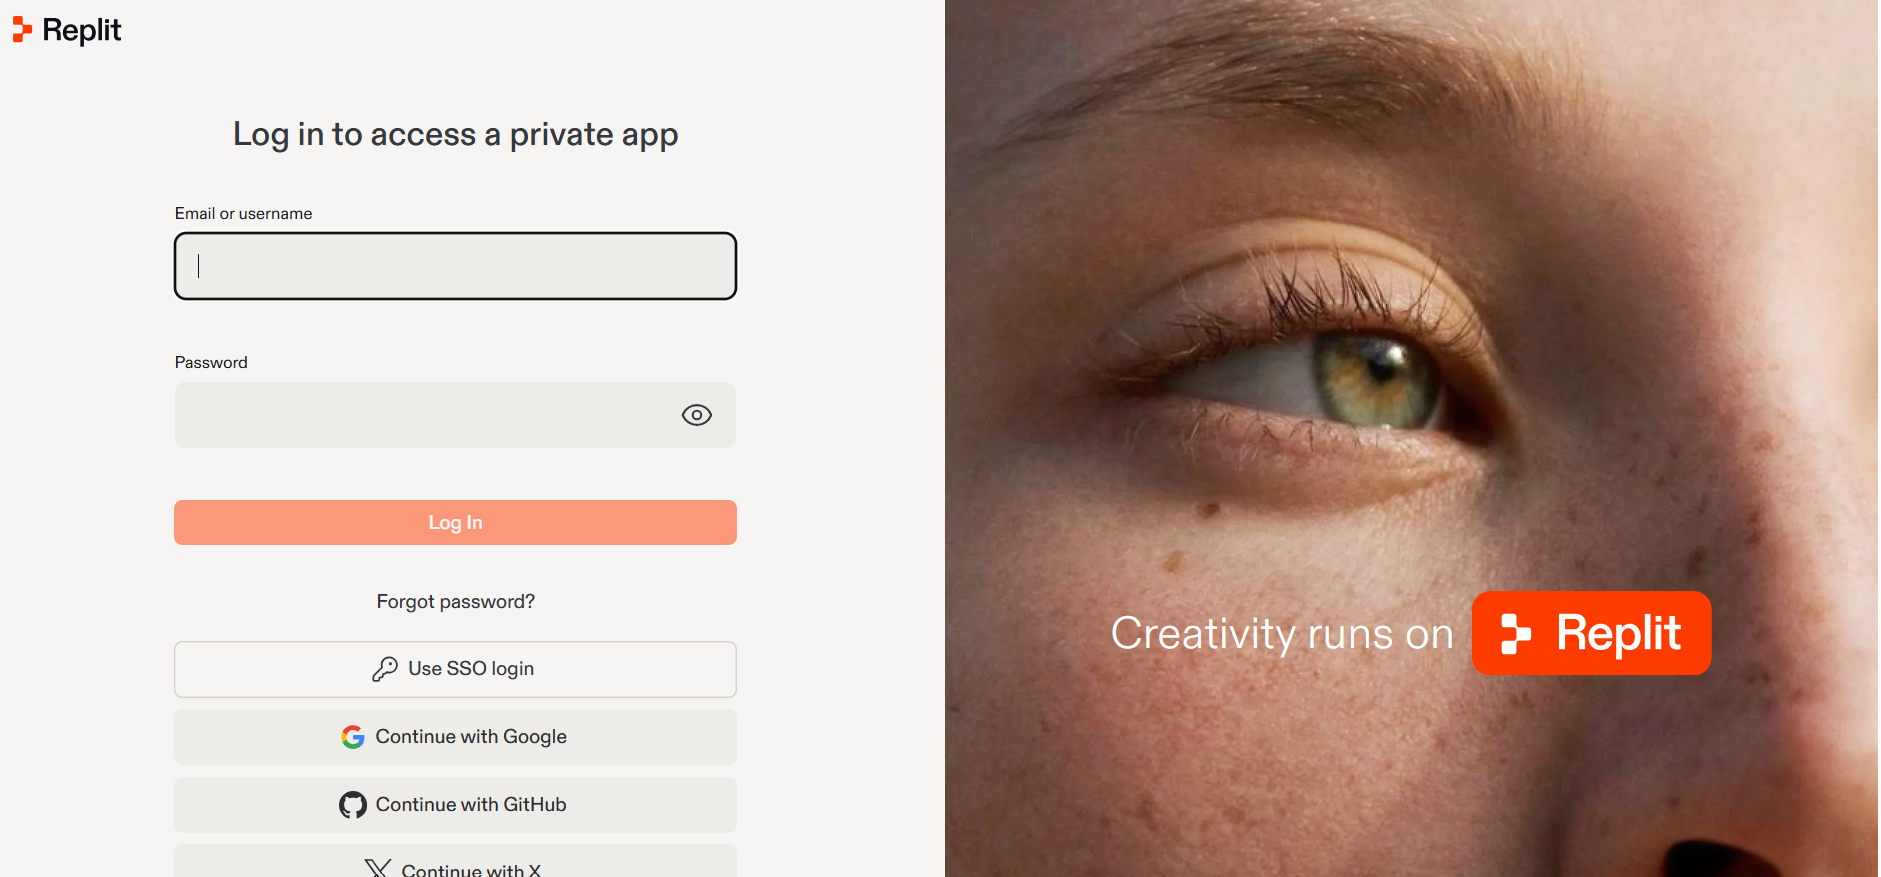 Replit
Log in to access a private app
Email or username
Password
Log In
Forgot password?
Use SSO login
Continue with Google
Continue with GitHub
Continue with X
Creativity runs on Replit